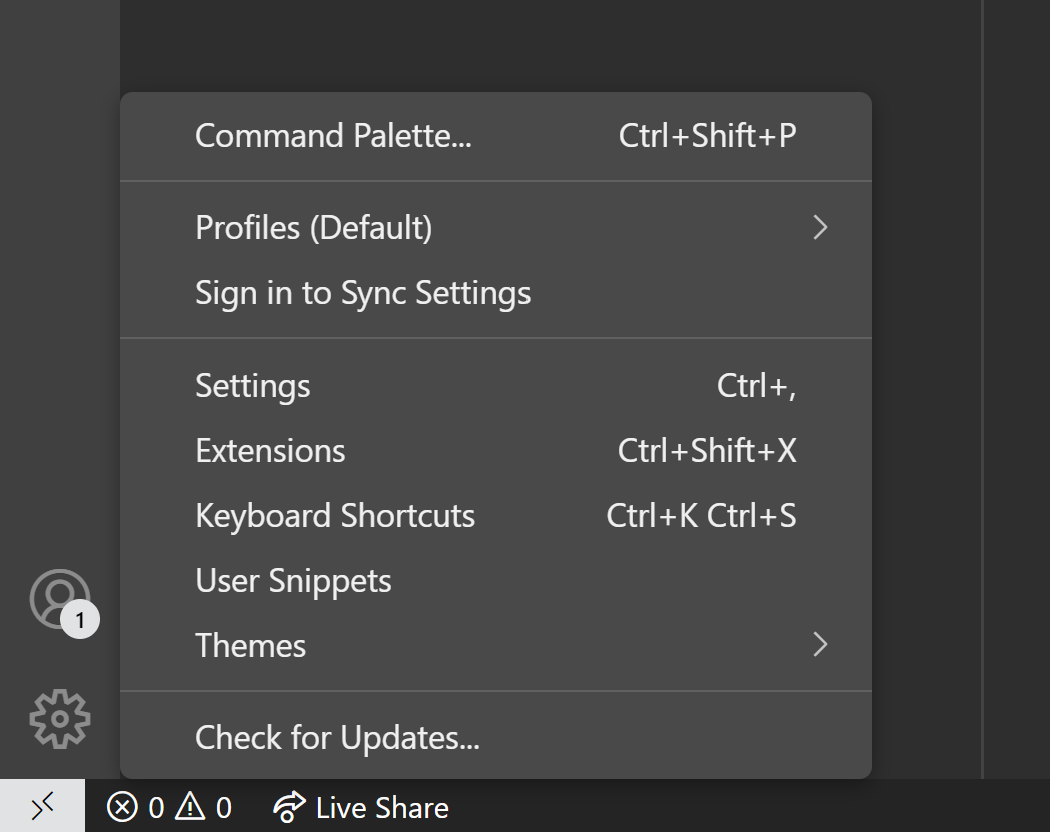 Command Palette... Ctrl+Shift+P
Profiles (Default)
Sign in to Sync Settings
Settings Ctrl+,
Extensions Ctrl+Shift+X
Keyboard Shortcuts Ctrl+K Ctrl+S
User Snippets
Themes
Check for Updates...
1
0 0 Live Share